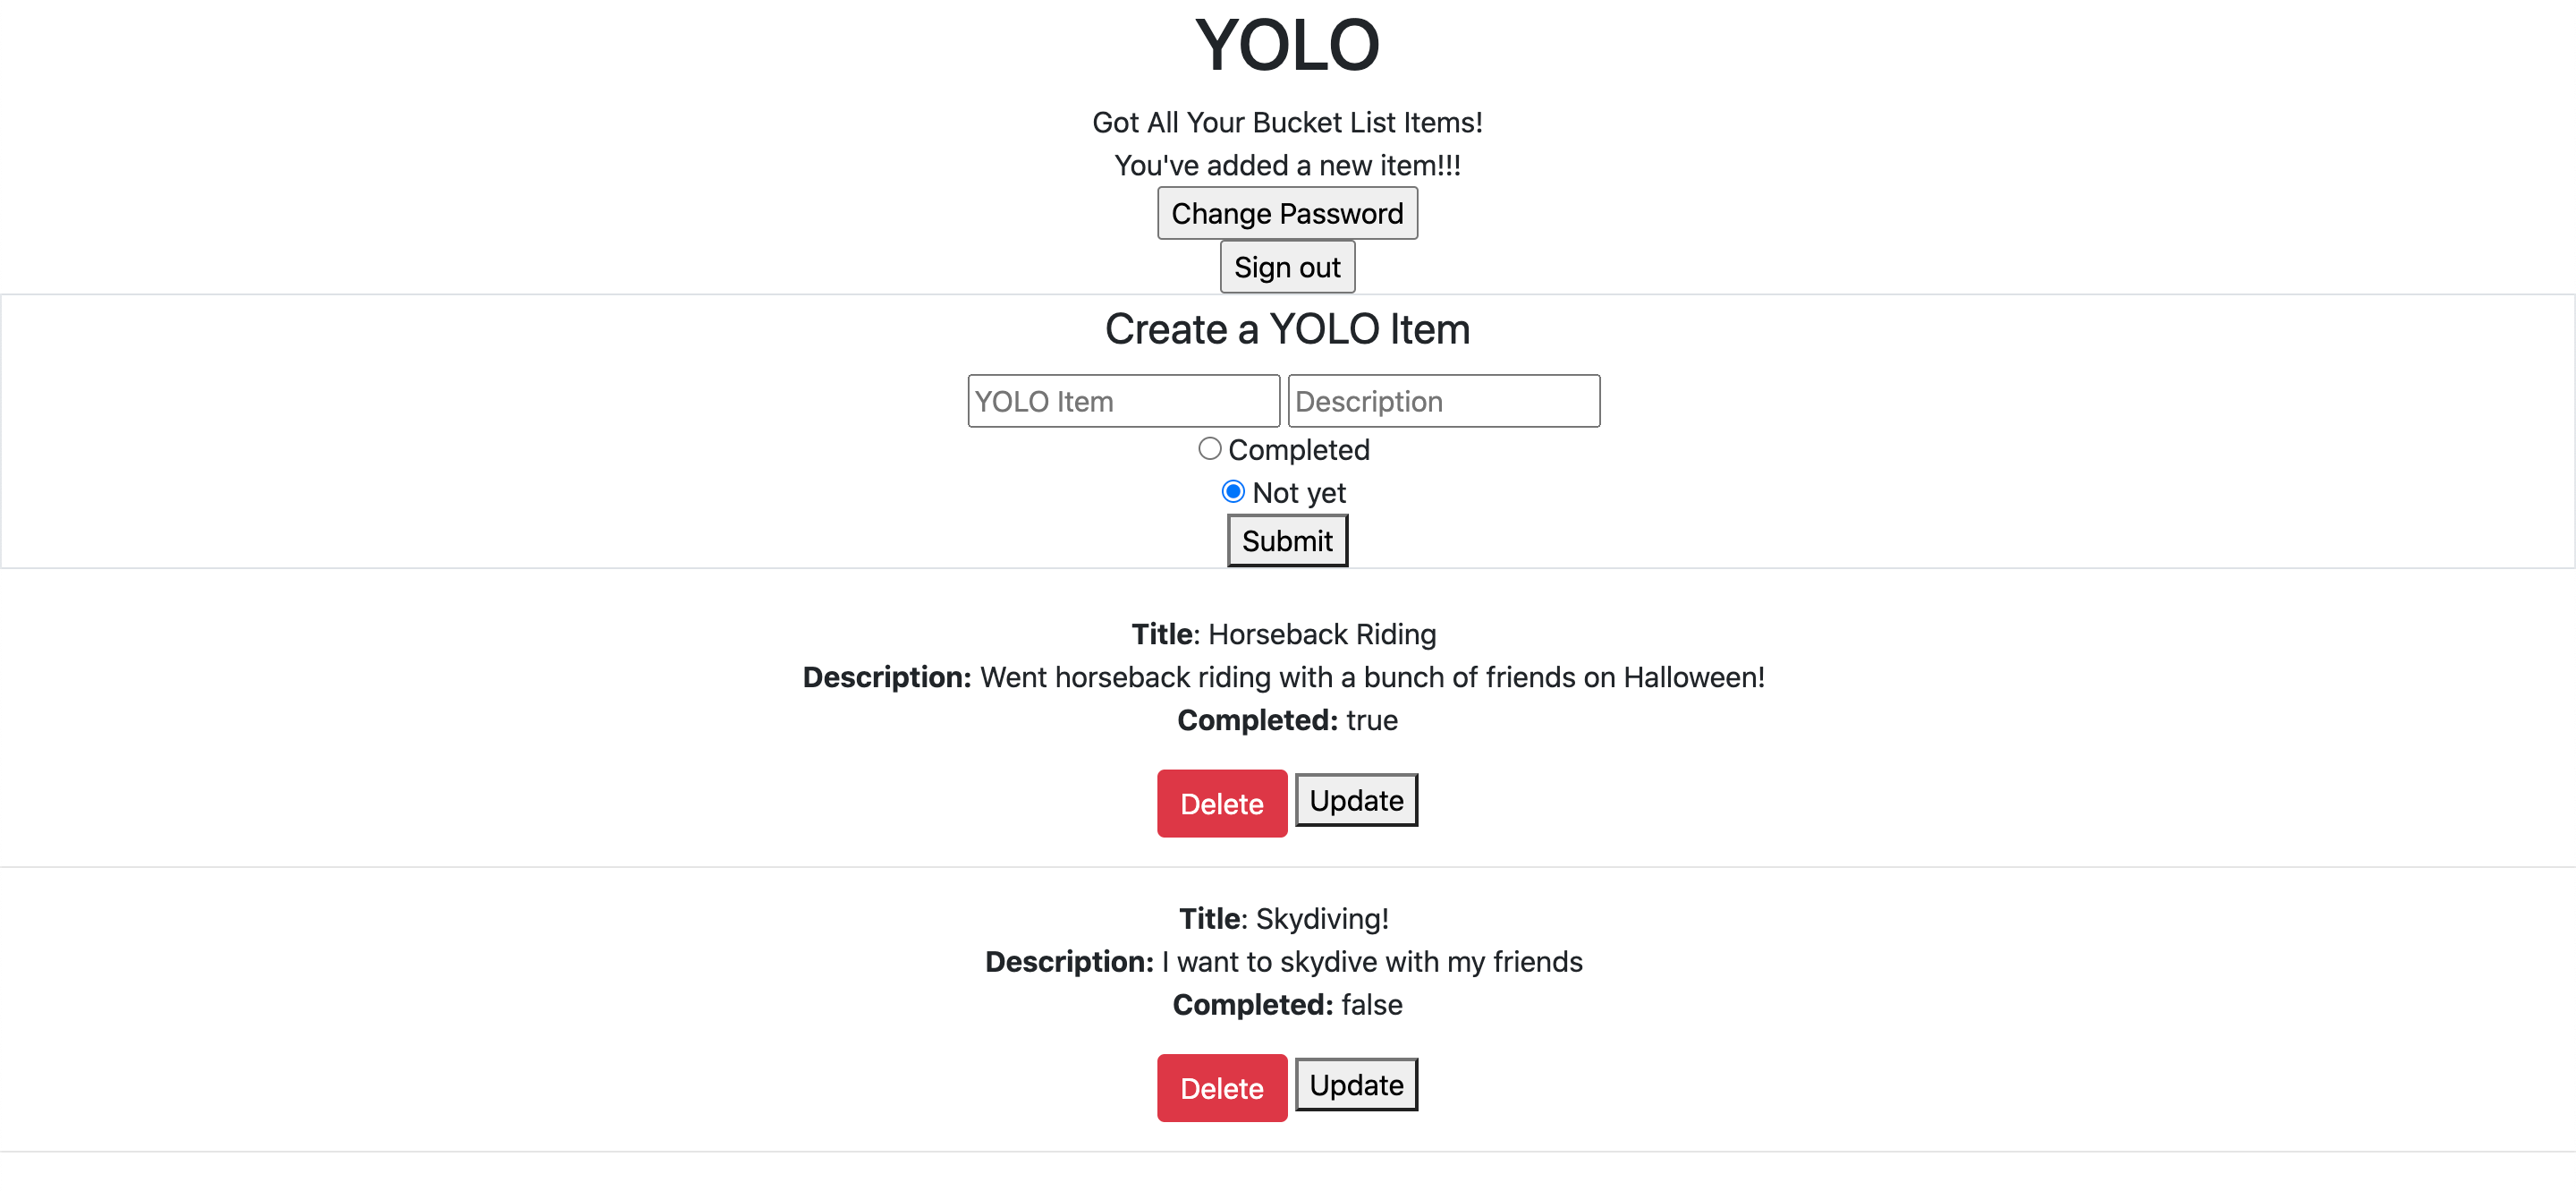 YOLO
Got All Your Bucket List Items!
You've added a new item!!!
Change Password
Sign out
Create a YOLO Item
YOLO Item Description
Completed
Not yet
Submit
Title: Horseback Riding
Description: Went horseback riding with a bunch of friends on Halloween!
Completed: true
Delete Update
Title: Skydiving!
Description: I want to skydive with my friends
Completed: false
Delete Update